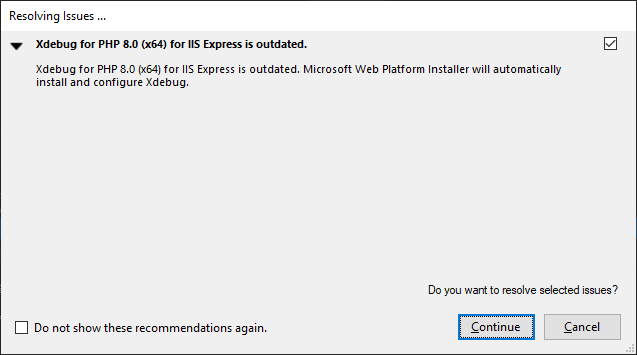 Resolving Issues ...
Xdebug for PHP 8.0 (x64) for IIS Express is outdated.
Xdebug for PHP 8.0 (x64) for IIS Express is outdated. Microsoft Web Platform Installer will automatically
install and configure Xdebug.
Do you want to resolve selected issues?
Do not show these recommendations again.
Continue
Cancel